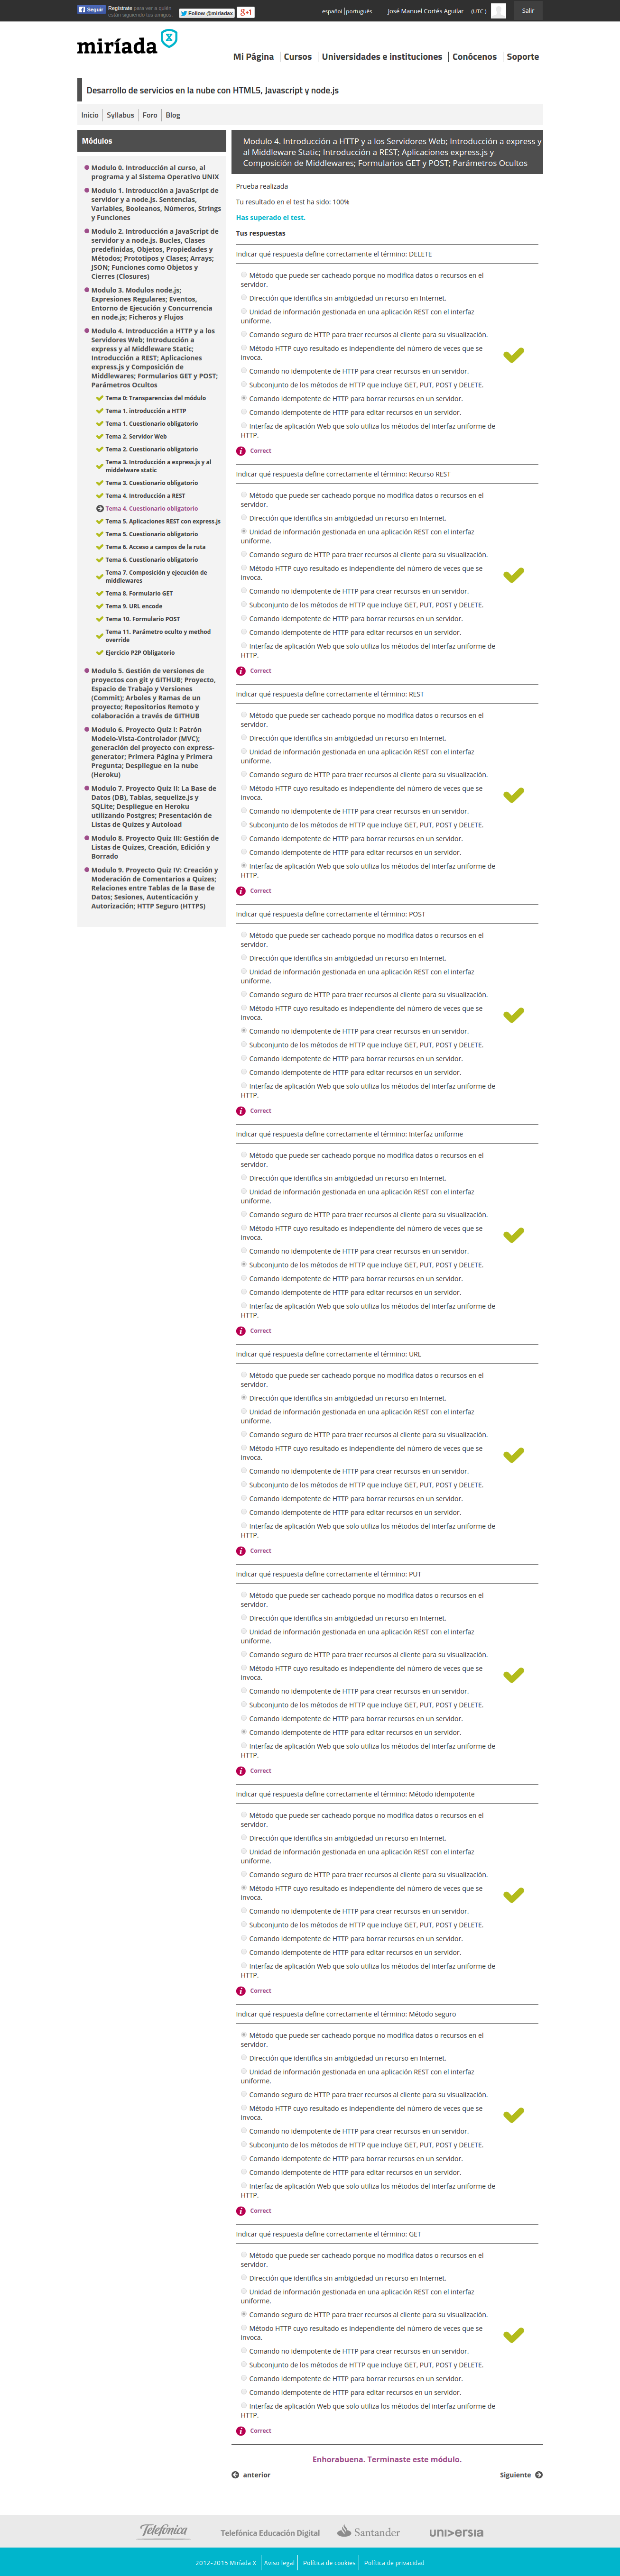 Seguir
Regístrate para ver a quién
están siguiendo tus amigos.
Follow @miriadax
g+1
español
português
José Manuel Cortés Aguilar
(UTC )
Salir
miríada X
Mi Página
Cursos
Universidades e instituciones
Conócenos
Soporte
Desarrollo de servicios en la nube con HTML5, Javascript y node.js
Inicio
Syllabus
Foro
Blog
Módulos
Modulo 0. Introducción al curso, al
programa y al Sistema Operativo UNIX
Modulo 1. Introducción a JavaScript de
servidor y a node.js. Sentencias,
Variables, Booleanos, Números, Strings
y Funciones
Modulo 2. Introducción a JavaScript de
servidor y a node.js. Bucles, Clases
predefinidas, Objetos, Propiedades y
Métodos; Prototipos y Clases; Arrays;
JSON; Funciones como Objetos y
Cierres (Closures)
Modulo 3. Modulos node.js;
Expresiones Regulares; Eventos,
Entorno de Ejecución y Concurrencia
en node.js; Ficheros y Flujos
Modulo 4. Introducción a HTTP y a los
Servidores Web; Introducción a
express y al Middleware Static;
Introducción a REST; Aplicaciones
express.js y Composición de
Middlewares; Formularios GET y POST;
Parámetros Ocultos
Tema 0: Transparencias del módulo
Tema 1. introducción a HTTP
Tema 1. Cuestionario obligatorio
Tema 2. Servidor Web
Tema 2. Cuestionario obligatorio
Tema 3. Introducción a express.js y al
middelware static
Tema 3. Cuestionario obligatorio
Tema 4. Introducción a REST
Tema 4. Cuestionario obligatorio
Tema 5. Aplicaciones REST con express.js
Tema 5. Cuestionario obligatorio
Tema 6. Acceso a campos de la ruta
Tema 6. Cuestionario obligatorio
Tema 7. Composición y ejecución de
middlewares
Tema 8. Formulario GET
Tema 9. URL encode
Tema 10. Formulario POST
Tema 11. Parámetro oculto y method
override
Ejercicio P2P Obligatorio
Modulo 5. Gestión de versiones de
proyectos con git y GITHUB; Proyecto,
Espacio de Trabajo y Versiones
(Commit); Arboles y Ramas de un
proyecto; Repositorios Remoto y
colaboración a través de GITHUB
Modulo 6. Proyecto Quiz I: Patrón
Modelo-Vista-Controlador (MVC);
generación del proyecto con express-
generator; Primera Página y Primera
Pregunta; Despliegue en la nube
(Heroku)
Modulo 7. Proyecto Quiz II: La Base de
Datos (DB), Tablas, sequelize.js y
SQLite; Despliegue en Heroku
utilizando Postgres; Presentación de
Listas de Quizes y Autoload
Modulo 8. Proyecto Quiz III: Gestión de
Listas de Quizes, Creación, Edición y
Borrado
Modulo 9. Proyecto Quiz IV: Creación y
Moderación de Comentarios a Quizes;
Relaciones entre Tablas de la Base de
Datos; Sesiones, Autenticación y
Autorización; HTTP Seguro (HTTPS)
Modulo 4. Introducción a HTTP y a los Servidores Web; Introducción a express y
al Middleware Static; Introducción a REST; Aplicaciones express.js y
Composición de Middlewares; Formularios GET y POST; Parámetros Ocultos
Prueba realizada
Tu resultado en el test ha sido: 100%
Has superado el test.
Tus respuestas
Indicar qué respuesta define correctamente el término: DELETE
Método que puede ser cacheado porque no modifica datos o recursos en el
servidor.
Dirección que identifica sin ambigüedad un recurso en Internet.
Unidad de información gestionada en una aplicación REST con el interfaz
uniforme.
Comando seguro de HTTP para traer recursos al cliente para su visualización.
Método HTTP cuyo resultado es independiente del número de veces que se
invoca.
Comando no idempotente de HTTP para crear recursos en un servidor.
Subconjunto de los métodos de HTTP que incluye GET, PUT, POST y DELETE.
Comando idempotente de HTTP para borrar recursos en un servidor.
Comando idempotente de HTTP para editar recursos en un servidor.
Interfaz de aplicación Web que solo utiliza los métodos del interfaz uniforme de
HTTP.
Correct
Indicar qué respuesta define correctamente el término: Recurso REST
Método que puede ser cacheado porque no modifica datos o recursos en el
servidor.
Dirección que identifica sin ambigüedad un recurso en Internet.
Unidad de información gestionada en una aplicación REST con el interfaz
uniforme.
Comando seguro de HTTP para traer recursos al cliente para su visualización.
Método HTTP cuyo resultado es independiente del número de veces que se
invoca.
Comando no idempotente de HTTP para crear recursos en un servidor.
Subconjunto de los métodos de HTTP que incluye GET, PUT, POST y DELETE.
Comando idempotente de HTTP para borrar recursos en un servidor.
Comando idempotente de HTTP para editar recursos en un servidor.
Interfaz de aplicación Web que solo utiliza los métodos del interfaz uniforme de
HTTP.
Correct
Indicar qué respuesta define correctamente el término: REST
Método que puede ser cacheado porque no modifica datos o recursos en el
servidor.
Dirección que identifica sin ambigüedad un recurso en Internet.
Unidad de información gestionada en una aplicación REST con el interfaz
uniforme.
Comando seguro de HTTP para traer recursos al cliente para su visualización.
Método HTTP cuyo resultado es independiente del número de veces que se
invoca.
Comando no idempotente de HTTP para crear recursos en un servidor.
Subconjunto de los métodos de HTTP que incluye GET, PUT, POST y DELETE.
Comando idempotente de HTTP para borrar recursos en un servidor.
Comando idempotente de HTTP para editar recursos en un servidor.
Interfaz de aplicación Web que solo utiliza los métodos del interfaz uniforme de
HTTP.
Correct
Indicar qué respuesta define correctamente el término: POST
Método que puede ser cacheado porque no modifica datos o recursos en el
servidor.
Dirección que identifica sin ambigüedad un recurso en Internet.
Unidad de información gestionada en una aplicación REST con el interfaz
uniforme.
Comando seguro de HTTP para traer recursos al cliente para su visualización.
Método HTTP cuyo resultado es independiente del número de veces que se
invoca.
Comando no idempotente de HTTP para crear recursos en un servidor.
Subconjunto de los métodos de HTTP que incluye GET, PUT, POST y DELETE.
Comando idempotente de HTTP para borrar recursos en un servidor.
Comando idempotente de HTTP para editar recursos en un servidor.
Interfaz de aplicación Web que solo utiliza los métodos del interfaz uniforme de
HTTP.
Correct
Indicar qué respuesta define correctamente el término: Interfaz uniforme
Método que puede ser cacheado porque no modifica datos o recursos en el
servidor.
Dirección que identifica sin ambigüedad un recurso en Internet.
Unidad de información gestionada en una aplicación REST con el interfaz
uniforme.
Comando seguro de HTTP para traer recursos al cliente para su visualización.
Método HTTP cuyo resultado es independiente del número de veces que se
invoca.
Comando no idempotente de HTTP para crear recursos en un servidor.
Subconjunto de los métodos de HTTP que incluye GET, PUT, POST y DELETE.
Comando idempotente de HTTP para borrar recursos en un servidor.
Comando idempotente de HTTP para editar recursos en un servidor.
Interfaz de aplicación Web que solo utiliza los métodos del interfaz uniforme de
HTTP.
Correct
Indicar qué respuesta define correctamente el término: URL
Método que puede ser cacheado porque no modifica datos o recursos en el
servidor.
Dirección que identifica sin ambigüedad un recurso en Internet.
Unidad de información gestionada en una aplicación REST con el interfaz
uniforme.
Comando seguro de HTTP para traer recursos al cliente para su visualización.
Método HTTP cuyo resultado es independiente del número de veces que se
invoca.
Comando no idempotente de HTTP para crear recursos en un servidor.
Subconjunto de los métodos de HTTP que incluye GET, PUT, POST y DELETE.
Comando idempotente de HTTP para borrar recursos en un servidor.
Comando idempotente de HTTP para editar recursos en un servidor.
Interfaz de aplicación Web que solo utiliza los métodos del interfaz uniforme de
HTTP.
Correct
Indicar qué respuesta define correctamente el término: PUT
Método que puede ser cacheado porque no modifica datos o recursos en el
servidor.
Dirección que identifica sin ambigüedad un recurso en Internet.
Unidad de información gestionada en una aplicación REST con el interfaz
uniforme.
Comando seguro de HTTP para traer recursos al cliente para su visualización.
Método HTTP cuyo resultado es independiente del número de veces que se
invoca.
Comando no idempotente de HTTP para crear recursos en un servidor.
Subconjunto de los métodos de HTTP que incluye GET, PUT, POST y DELETE.
Comando idempotente de HTTP para borrar recursos en un servidor.
Comando idempotente de HTTP para editar recursos en un servidor.
Interfaz de aplicación Web que solo utiliza los métodos del interfaz uniforme de
HTTP.
Correct
Indicar qué respuesta define correctamente el término: Método idempotente
Método que puede ser cacheado porque no modifica datos o recursos en el
servidor.
Dirección que identifica sin ambigüedad un recurso en Internet.
Unidad de información gestionada en una aplicación REST con el interfaz
uniforme.
Comando seguro de HTTP para traer recursos al cliente para su visualización.
Método HTTP cuyo resultado es independiente del número de veces que se
invoca.
Comando no idempotente de HTTP para crear recursos en un servidor.
Subconjunto de los métodos de HTTP que incluye GET, PUT, POST y DELETE.
Comando idempotente de HTTP para borrar recursos en un servidor.
Comando idempotente de HTTP para editar recursos en un servidor.
Interfaz de aplicación Web que solo utiliza los métodos del interfaz uniforme de
HTTP.
Correct
Indicar qué respuesta define correctamente el término: Método seguro
Método que puede ser cacheado porque no modifica datos o recursos en el
servidor.
Dirección que identifica sin ambigüedad un recurso en Internet.
Unidad de información gestionada en una aplicación REST con el interfaz
uniforme.
Comando seguro de HTTP para traer recursos al cliente para su visualización.
Método HTTP cuyo resultado es independiente del número de veces que se
invoca.
Comando no idempotente de HTTP para crear recursos en un servidor.
Subconjunto de los métodos de HTTP que incluye GET, PUT, POST y DELETE.
Comando idempotente de HTTP para borrar recursos en un servidor.
Comando idempotente de HTTP para editar recursos en un servidor.
Interfaz de aplicación Web que solo utiliza los métodos del interfaz uniforme de
HTTP.
Correct
Indicar qué respuesta define correctamente el término: GET
Método que puede ser cacheado porque no modifica datos o recursos en el
servidor.
Dirección que identifica sin ambigüedad un recurso en Internet.
Unidad de información gestionada en una aplicación REST con el interfaz
uniforme.
Comando seguro de HTTP para traer recursos al cliente para su visualización.
Método HTTP cuyo resultado es independiente del número de veces que se
invoca.
Comando no idempotente de HTTP para crear recursos en un servidor.
Subconjunto de los métodos de HTTP que incluye GET, PUT, POST y DELETE.
Comando idempotente de HTTP para borrar recursos en un servidor.
Comando idempotente de HTTP para editar recursos en un servidor.
Interfaz de aplicación Web que solo utiliza los métodos del interfaz uniforme de
HTTP.
Correct
Enhorabuena. Terminaste este módulo.
anterior
Siguiente
Telefónica
Telefónica Educación Digital
Santander
universia
2012-2015 Miríada X
Aviso legal
Política de cookies
Política de privacidad